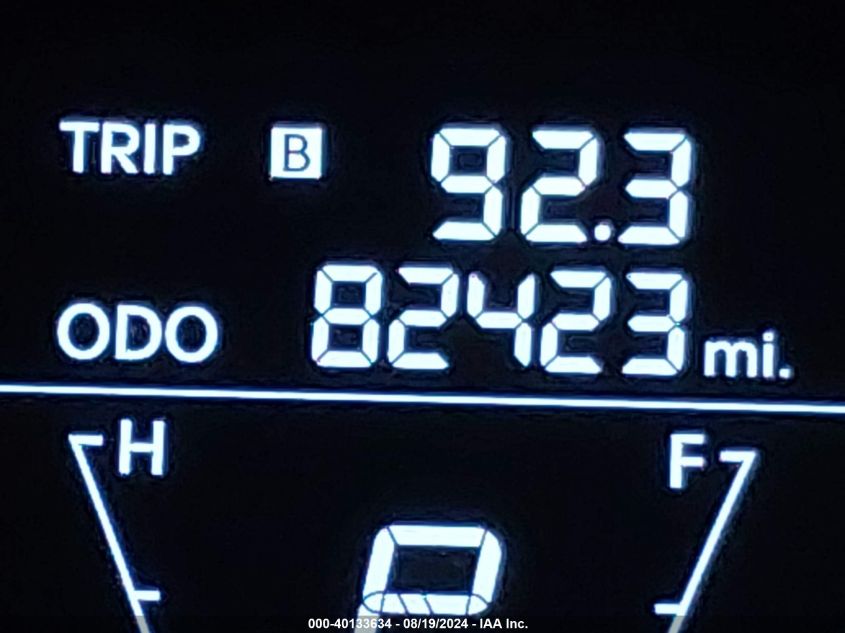 TRIP B 92.3
ODO 82423 mi.
H F
P
000-40133634 - 08/19/2024 - IAA Inc.